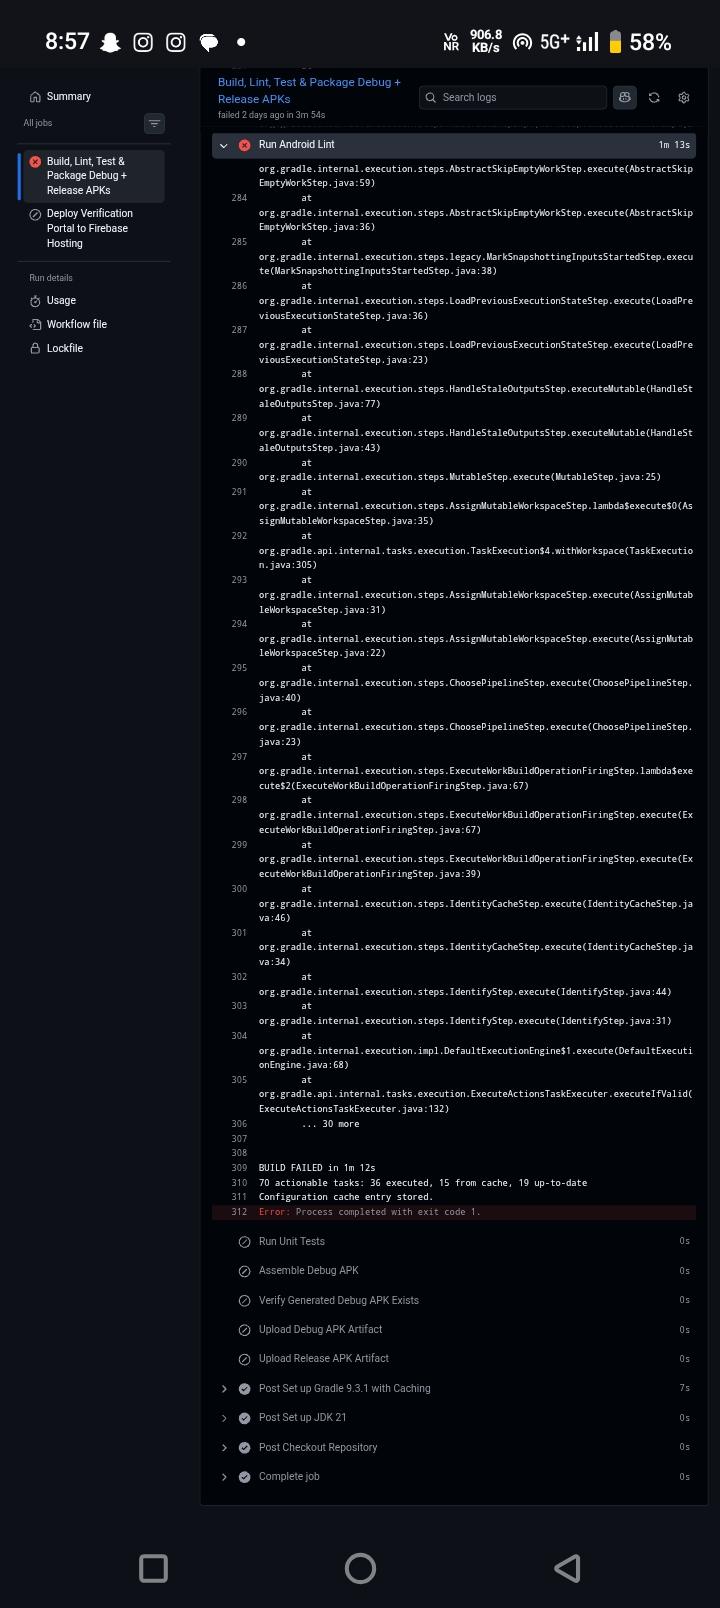 8:57
Vo NR
906.8 KB/s
5G+
58%
Summary
All jobs
Build, Lint, Test &
Package Debug +
Release APKs
Deploy Verification
Portal to Firebase
Hosting
Run details
Usage
Workflow file
Lockfile
Build, Lint, Test & Package Debug +
Release APKs
failed 2 days ago in 3m 54s
Search logs
Run Android Lint 1m 13s
org.gradle.internal.execution.steps.AbstractSkipEmptyWorkStep.execute(AbstractSkip
EmptyWorkStep.java:59)
284 at
org.gradle.internal.execution.steps.AbstractSkipEmptyWorkStep.execute(AbstractSkip
EmptyWorkStep.java:36)
285 at
org.gradle.internal.execution.steps.legacy.MarkSnapshottingInputsStartedStep.execu
te(MarkSnapshottingInputsStartedStep.java:38)
286 at
org.gradle.internal.execution.steps.LoadPreviousExecutionStateStep.execute(LoadPre
viousExecutionStateStep.java:36)
287 at
org.gradle.internal.execution.steps.LoadPreviousExecutionStateStep.execute(LoadPre
viousExecutionStateStep.java:23)
288 at
org.gradle.internal.execution.steps.HandleStaleOutputsStep.executeMutable(HandleSt
aleOutputsStep.java:77)
289 at
org.gradle.internal.execution.steps.HandleStaleOutputsStep.executeMutable(HandleSt
aleOutputsStep.java:43)
290 at
org.gradle.internal.execution.steps.MutableStep.execute(MutableStep.java:25)
291 at
org.gradle.internal.execution.steps.AssignMutableWorkspaceStep.lambda$execute$0(As
signMutableWorkspaceStep.java:35)
292 at
org.gradle.api.internal.tasks.execution.TaskExecution$4.withWorkspace(TaskExecutio
n.java:305)
293 at
org.gradle.internal.execution.steps.AssignMutableWorkspaceStep.execute(AssignMutab
leWorkspaceStep.java:31)
294 at
org.gradle.internal.execution.steps.AssignMutableWorkspaceStep.execute(AssignMutab
leWorkspaceStep.java:22)
295 at
org.gradle.internal.execution.steps.ChoosePipelineStep.execute(ChoosePipelineStep.
java:40)
296 at
org.gradle.internal.execution.steps.ChoosePipelineStep.execute(ChoosePipelineStep.
java:23)
297 at
org.gradle.internal.execution.steps.ExecuteWorkBuildOperationFiringStep.lambda$exe
cute$2(ExecuteWorkBuildOperationFiringStep.java:67)
298 at
org.gradle.internal.execution.steps.ExecuteWorkBuildOperationFiringStep.execute(Ex
ecuteWorkBuildOperationFiringStep.java:67)
299 at
org.gradle.internal.execution.steps.ExecuteWorkBuildOperationFiringStep.execute(Ex
ecuteWorkBuildOperationFiringStep.java:39)
300 at
org.gradle.internal.execution.steps.IdentityCacheStep.execute(IdentityCacheStep.ja
va:46)
301 at
org.gradle.internal.execution.steps.IdentityCacheStep.execute(IdentityCacheStep.ja
va:34)
302 at
org.gradle.internal.execution.steps.IdentifyStep.execute(IdentifyStep.java:44)
303 at
org.gradle.internal.execution.steps.IdentifyStep.execute(IdentifyStep.java:31)
304 at
org.gradle.internal.execution.impl.DefaultExecutionEngine$1.execute(DefaultExecuti
onEngine.java:68)
305 at
org.gradle.api.internal.tasks.execution.ExecuteActionsTaskExecuter.executeIfValid(
ExecuteActionsTaskExecuter.java:132)
306 ... 30 more
307
308
309 BUILD FAILED in 1m 12s
310 70 actionable tasks: 36 executed, 15 from cache, 19 up-to-date
311 Configuration cache entry stored.
312 Error: Process completed with exit code 1.
Run Unit Tests 0s
Assemble Debug APK 0s
Verify Generated Debug APK Exists 0s
Upload Debug APK Artifact 0s
Upload Release APK Artifact 0s
Post Set up Gradle 9.3.1 with Caching 7s
Post Set up JDK 21 0s
Post Checkout Repository 0s
Complete job 0s